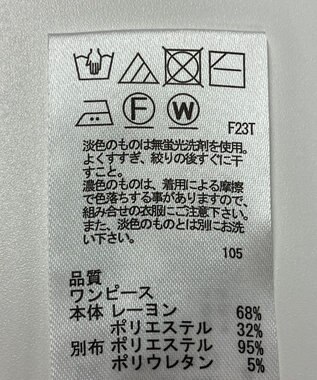 F W F23T
淡色のものは無蛍光洗剤を使用。
よくすすぎ、絞りの後すぐに干
すこと。
濃色のものは、着用による摩擦
で色落ちする事がありますので、
組み合せの衣服にご注意下さい。
また、淡色のものとは別にお洗
い下さい。
105
品質
ワンピース
本体 レーヨン 68%
ポリエステル 32%
別布 ポリエステル 95%
ポリウレタン 5%